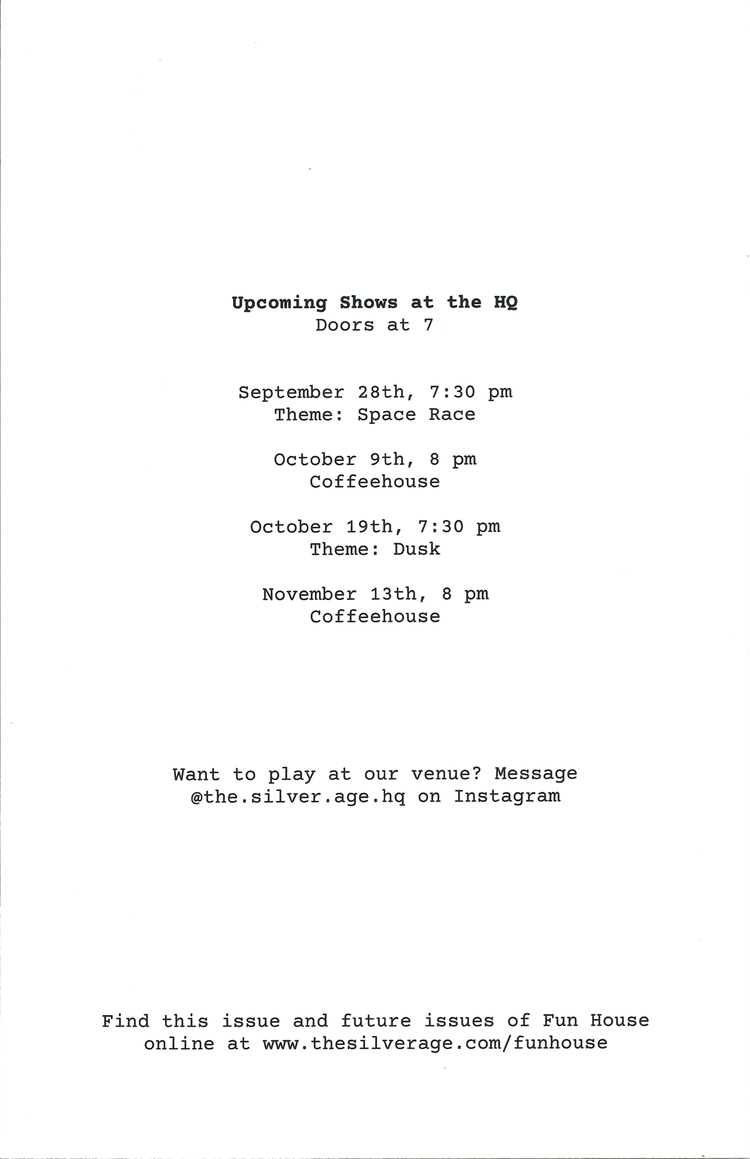 Upcoming Shows at the HQ
Doors at 7
September 28th, 7:30 pm
Theme: Space Race
October 9th, 8 pm
Coffeehouse
October 19th, 7:30 pm
Theme: Dusk
November 13th, 8 pm
Coffeehouse
Want to play at our venue? Message
@the.silver.age.hq on Instagram
Find this issue and future issues of Fun House
online at www.thesilverage.com/funhouse